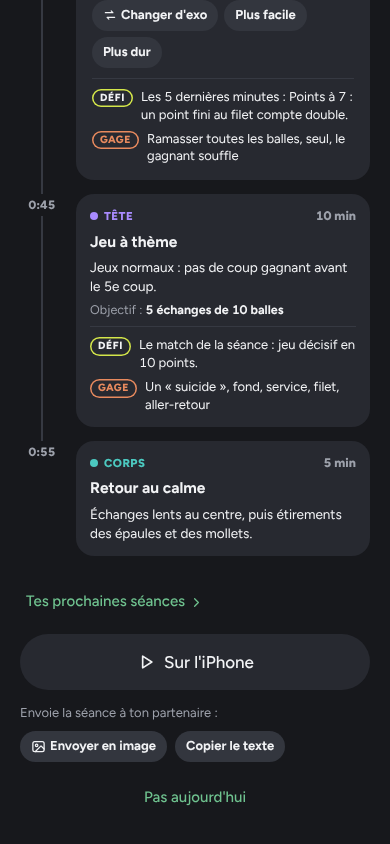 Changer d'exo
Plus facile
Plus dur
DÉFI
Les 5 dernières minutes : Points à 7 :
un point fini au filet compte double.
GAGE
Ramasser toutes les balles, seul, le
gagnant souffle
0:45
TÊTE
10 min
Jeu à thème
Jeux normaux : pas de coup gagnant avant
le 5e coup.
Objectif : 5 échanges de 10 balles
DÉFI
Le match de la séance : jeu décisif en
10 points.
GAGE
Un « suicide », fond, service, filet,
aller-retour
0:55
CORPS
5 min
Retour au calme
Échanges lents au centre, puis étirements
des épaules et des mollets.
Tes prochaines séances
Sur l'iPhone
Envoie la séance à ton partenaire :
Envoyer en image
Copier le texte
Pas aujourd'hui